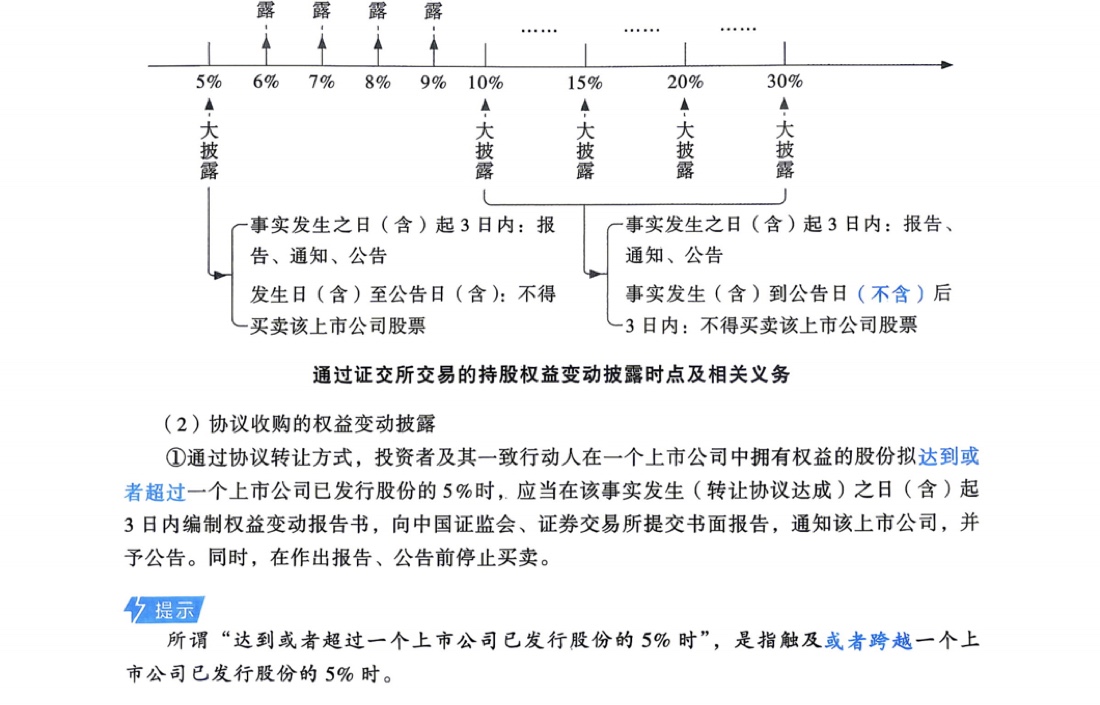 露 露 露 露
…… …… ……
5% 6% 7% 8% 9% 10% 15% 20% 30%
大披露 大披露 大披露 大披露 大披露
事实发生之日（含）起3日内：报
告、通知、公告
发生日（含）至公告日（含）：不得
买卖该上市公司股票
事实发生之日（含）起3日内：报告、
通知、公告
事实发生（含）到公告日（不含）后
3日内：不得买卖该上市公司股票
通过证交所交易的持股权益变动披露时点及相关义务
（2）协议收购的权益变动披露
①通过协议转让方式，投资者及其一致行动人在一个上市公司中拥有权益的股份拟达到或
者超过一个上市公司已发行股份的5%时，应当在该事实发生（转让协议达成）之日（含）起
3日内编制权益变动报告书，向中国证监会、证券交易所提交书面报告，通知该上市公司，并
予公告。同时，在作出报告、公告前停止买卖。
提示
所谓“达到或者超过一个上市公司已发行股份的5%时”，是指触及或者跨越一个上
市公司已发行股份的5%时。